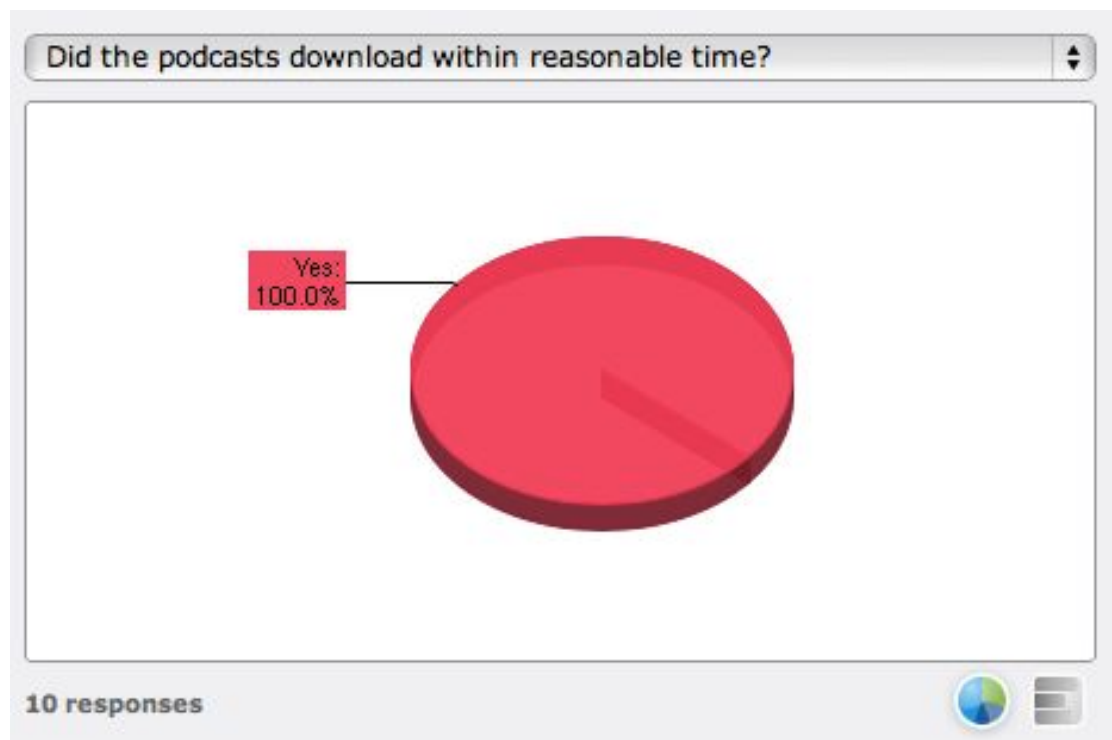 Did the podcasts download within reasonable time?
Yes:
100.0%
10 responses